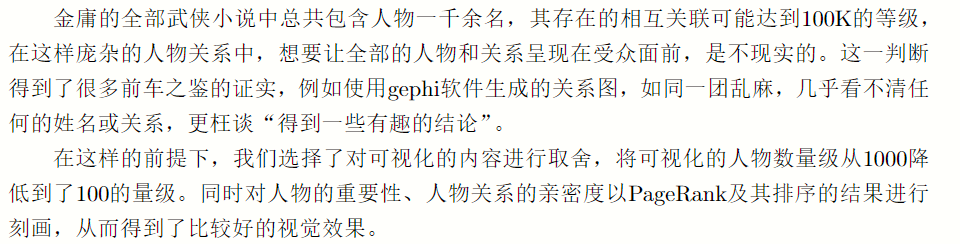 金庸的全部武侠小说中总共包含人物一千余名，其存在的相互关联可能达到100K的等级，
在这样庞杂的人物关系中，想要让全部的人物和关系呈现在受众面前，是不现实的。这一判断
得到了很多前车之鉴的证实，例如使用gephi软件生成的关系图，如同一团乱麻，几乎看不清任
何的姓名或关系，更枉谈“得到一些有趣的结论”。
在这样的前提下，我们选择了对可视化的内容进行取舍，将可视化的人物数量级从1000降
低到了100的量级。同时对人物的重要性、人物关系的亲密度以PageRank及其排序的结果进行
刻画，从而得到了比较好的视觉效果。